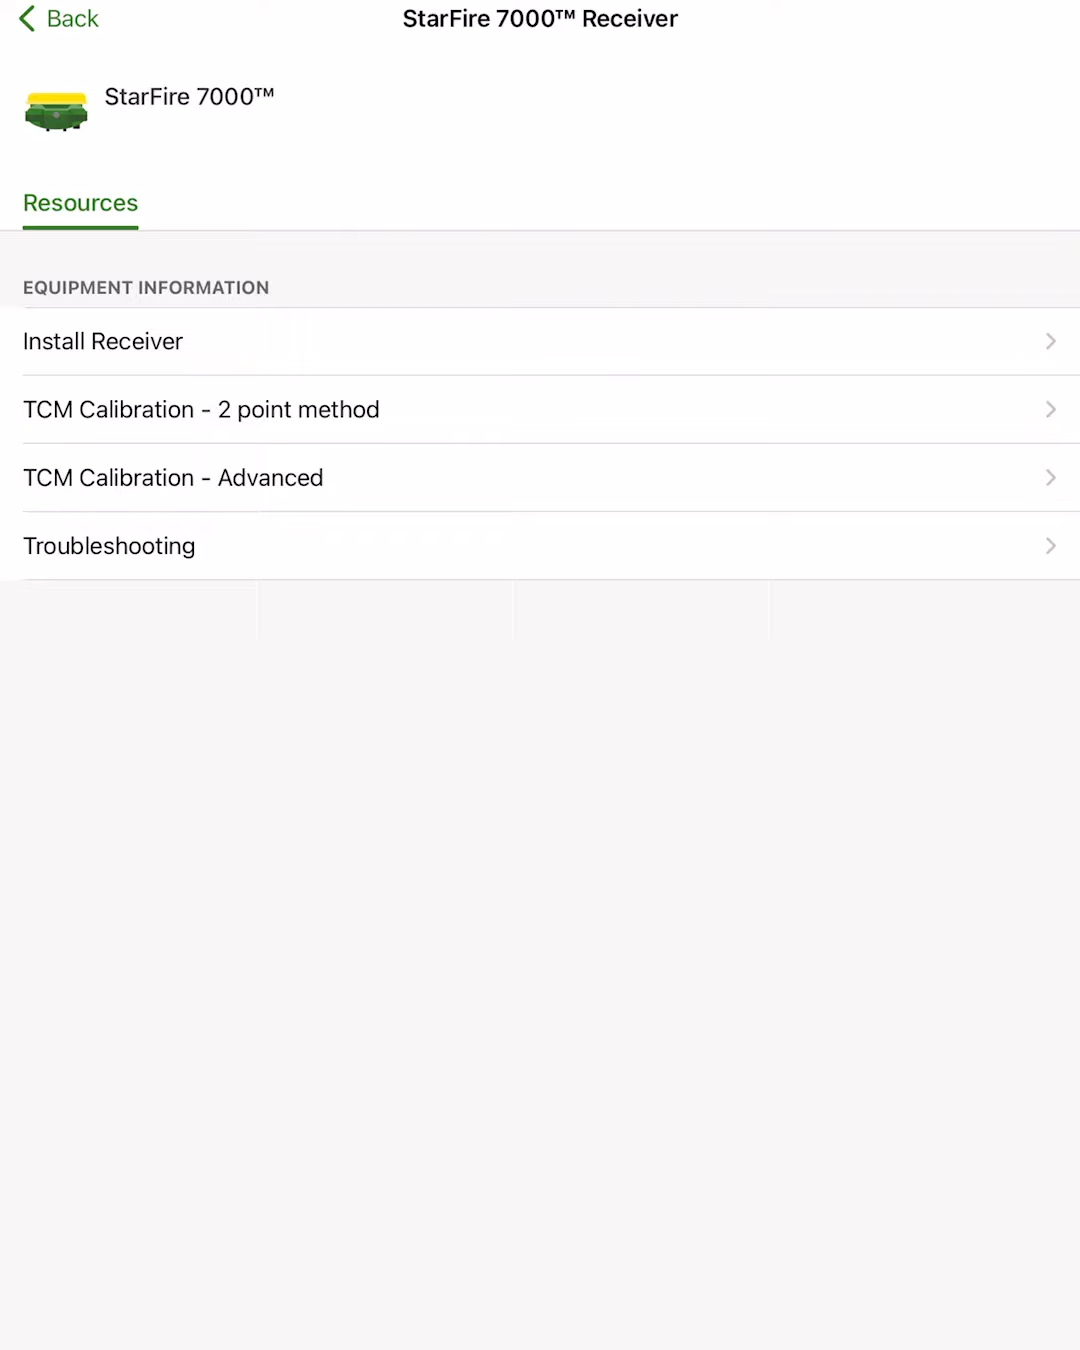 Back
StarFire 7000™ Receiver
StarFire 7000™
Resources
EQUIPMENT INFORMATION
Install Receiver
TCM Calibration - 2 point method
TCM Calibration - Advanced
Troubleshooting